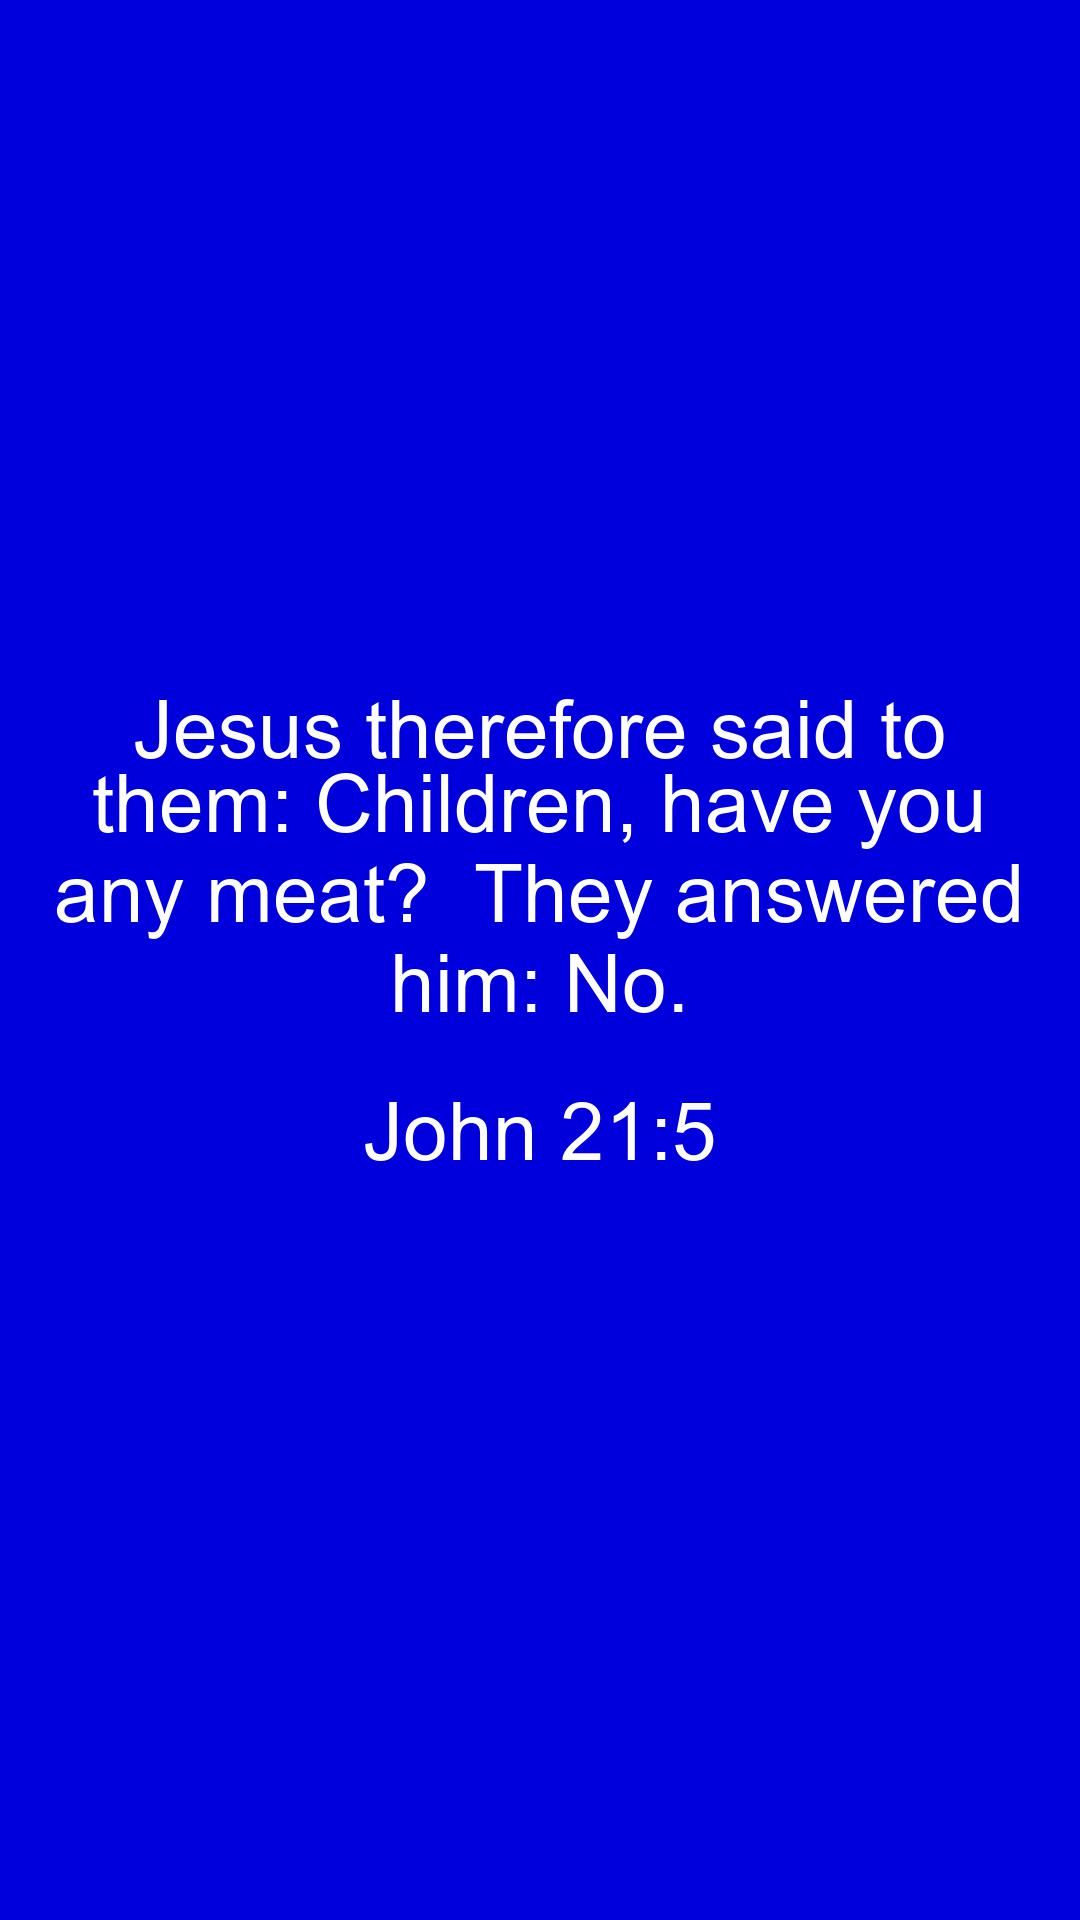 Jesus therefore said to
them: Children, have you
any meat?  They answered
him: No.
John 21:5